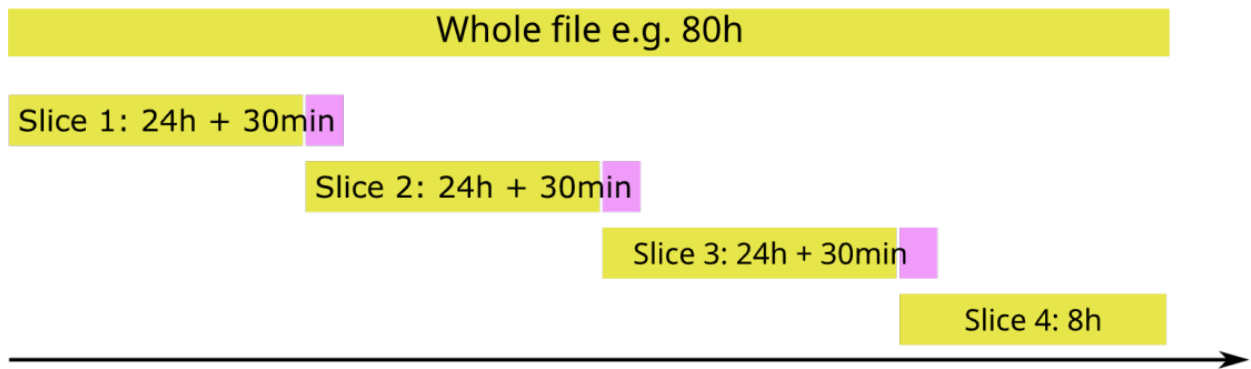 Whole file e.g. 80h
Slice 1: 24h + 30min
Slice 2: 24h + 30min
Slice 3: 24h + 30min
Slice 4: 8h